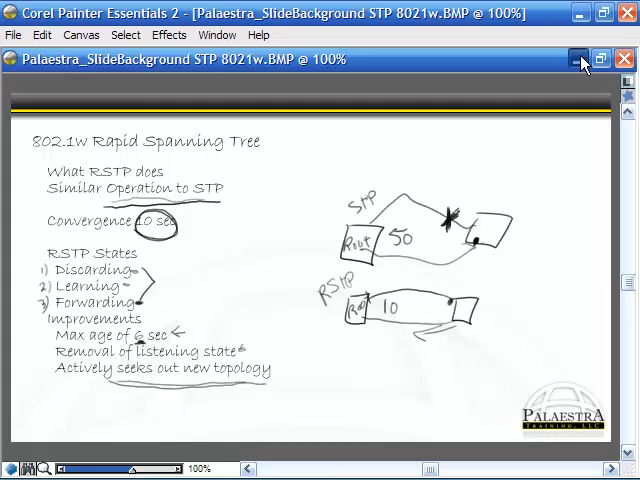 Corel Painter Essentials 2 - [Palaestra_SlideBackground STP 8021w.BMP @ 100%]
File Edit Canvas Select Effects Window Help
Palaestra_SlideBackground STP 8021w.BMP @ 100%
802.1w Rapid Spanning Tree
What RSTP does
Similar Operation to STP
Convergence 10 sec
RSTP States
1) Discarding
2) Learning
3) Forwarding
Improvements
Max age of 6 sec
Removal of listening state
Actively seeks out new topology
STP
Root 50
RSTP
Root 10
PALAESTRA
TRAINING, LLC
100%